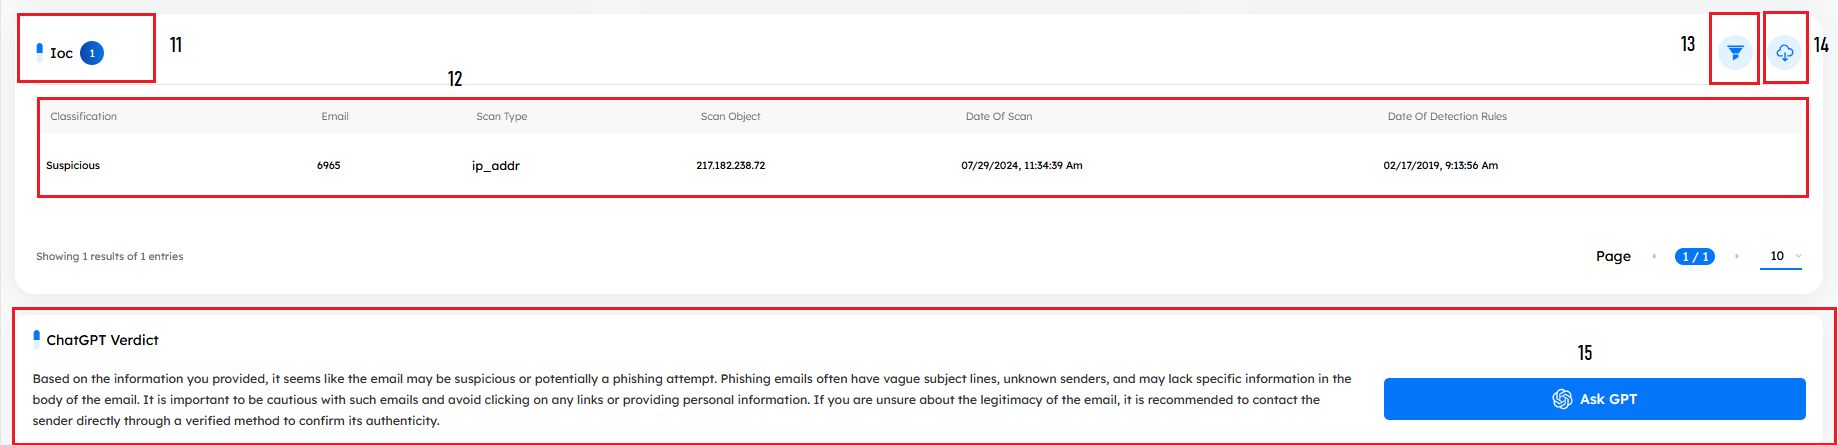 Ioc 1
11
13
14
12
Classification Email Scan Type Scan Object Date Of Scan Date Of Detection Rules
Suspicious 6965 ip_addr 217.182.238.72 07/29/2024, 11:34:39 Am 02/17/2019, 9:13:56 Am
Showing 1 results of 1 entries
Page 1 / 1 10
ChatGPT Verdict
15
Based on the information you provided, it seems like the email may be suspicious or potentially a phishing attempt. Phishing emails often have vague subject lines, unknown senders, and may lack specific information in the
body of the email. It is important to be cautious with such emails and avoid clicking on any links or providing personal information. If you are unsure about the legitimacy of the email, it is recommended to contact the
sender directly through a verified method to confirm its authenticity.
Ask GPT